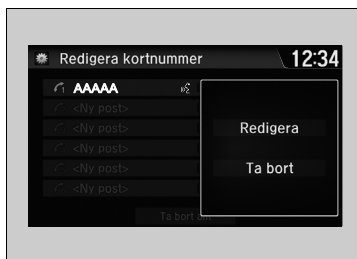 Redigera kortnummer
12:34
AAAAA
<Ny post>
<Ny post>
<Ny post>
<Ny post>
<Ny post>
Redigera
Ta bort
Ta bort